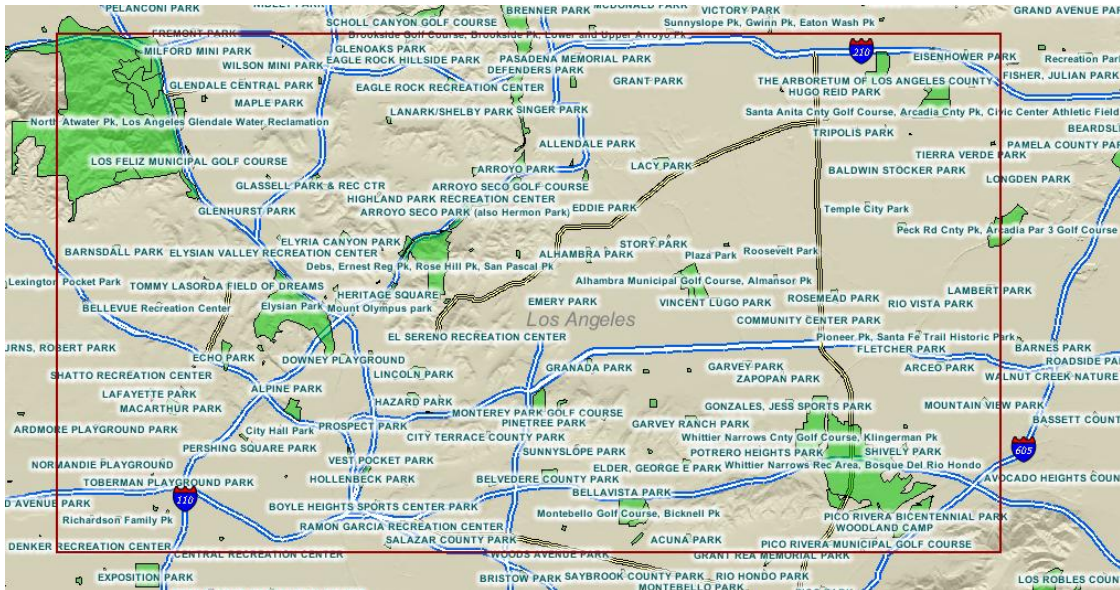 PELANCONI PARK
BRENNER PARK
VICTORY PARK
GRAND AVENUE PARK
SCHOLL CANYON GOLF COURSE
Sunnyslope Pk, Gwinn Pk, Eaton Wash Pk
FREMONT PARK
Brookside Golf Course, Brookside Pk, Lower and Upper Arroyo Pk
MILFORD MINI PARK
GLENOAKS PARK
210
WILSON MINI PARK
EAGLE ROCK HILLSIDE PARK
PASADENA MEMORIAL PARK
EISENHOWER PARK
Recreation Par
DEFENDERS PARK
GLENDALE CENTRAL PARK
EAGLE ROCK RECREATION CENTER
GRANT PARK
THE ARBORETUM OF LOS ANGELES COUNTY
FISHER, JULIAN PARK
HUGO REID PARK
MAPLE PARK
LANARK/SHELBY PARK
SINGER PARK
Santa Anita Cnty Golf Course, Arcadia Cnty Pk, Civic Center Athletic Field
North Atwater Pk, Los Angeles Glendale Water Reclamation
TRIPOLIS PARK
BEARDSL
ALLENDALE PARK
PAMELA COUNTY PAR
LOS FELIZ MUNICIPAL GOLF COURSE
ARROYO PARK
LACY PARK
TIERRA VERDE PARK
BALDWIN STOCKER PARK
LONGDEN PARK
GLASSELL PARK & REC CTR
ARROYO SECO GOLF COURSE
HIGHLAND PARK RECREATION CENTER
GLENHURST PARK
ARROYO SECO PARK (also Hermon Park)
EDDIE PARK
Temple City Park
Peck Rd Cnty Pk, Arcadia Par 3 Golf Course
BARNSDALL PARK
ELYSIAN VALLEY RECREATION CENTER
ELYRIA CANYON PARK
STORY PARK
ALHAMBRA PARK
Plaza Park
Roosevelt Park
Debs, Ernest Reg Pk, Rose Hill Pk, San Pascal Pk
Lexington Pocket Park
TOMMY LASORDA FIELD OF DREAMS
Alhambra Municipal Golf Course, Almansor Pk
LAMBERT PARK
HERITAGE SQUARE
BELLEVUE Recreation Center
Elysian Park
Mount Olympus park
EMERY PARK
VINCENT LUGO PARK
ROSEMEAD PARK
RIO VISTA PARK
Los Angeles
COMMUNITY CENTER PARK
EL SERENO RECREATION CENTER
Pioneer Pk, Santa Fe Trail Historic Park
URNS, ROBERT PARK
ECHO PARK
DOWNEY PLAYGROUND
FLETCHER PARK
BARNES PARK
ROADSIDE PAR
SHATTO RECREATION CENTER
LINCOLN PARK
GRANADA PARK
GARVEY PARK
ARCEO PARK
WALNUT CREEK NATURE
ZAPOPAN PARK
LAFAYETTE PARK
ALPINE PARK
MACARTHUR PARK
HAZARD PARK
MONTEREY PARK GOLF COURSE
GONZALES, JESS SPORTS PARK
MOUNTAIN VIEW PARK
BASSETT COUNT
ARDMORE PLAYGROUND PARK
City Hall Park
PROSPECT PARK
PINETREE PARK
GARVEY RANCH PARK
CITY TERRACE COUNTY PARK
Whittier Narrows Cnty Golf Course, Klingerman Pk
PERSHING SQUARE PARK
SUNNYSLOPE PARK
POTRERO HEIGHTS PARK
SHIVELY PARK
605
NORMANDIE PLAYGROUND
VEST POCKET PARK
ELDER, GEORGE E PARK
Whittier Narrows Rec Area, Bosque Del Rio Hondo
TOBERMAN PLAYGROUND PARK
HOLLENBECK PARK
BELVEDERE COUNTY PARK
AVOCADO HEIGHTS COUN
D AVENUE PARK
110
BELLAVISTA PARK
BOYLE HEIGHTS SPORTS CENTER PARK
Richardson Family Pk
Montebello Golf Course, Bicknell Pk
PICO RIVERA BICENTENNIAL PARK
RAMON GARCIA RECREATION CENTER
WOODLAND CAMP
DENKER RECREATION CENTER
SALAZAR COUNTY PARK
ACUNA PARK
PICO RIVERA MUNICIPAL GOLF COURSE
CENTRAL RECREATION CENTER
WOODS AVENUE PARK
GRANT REA MEMORIAL PARK
EXPOSITION PARK
BRISTOW PARK
SAYBROOK COUNTY PARK
RIO HONDO PARK
LOS ROBLES COUN
MONTEBELLO PARK